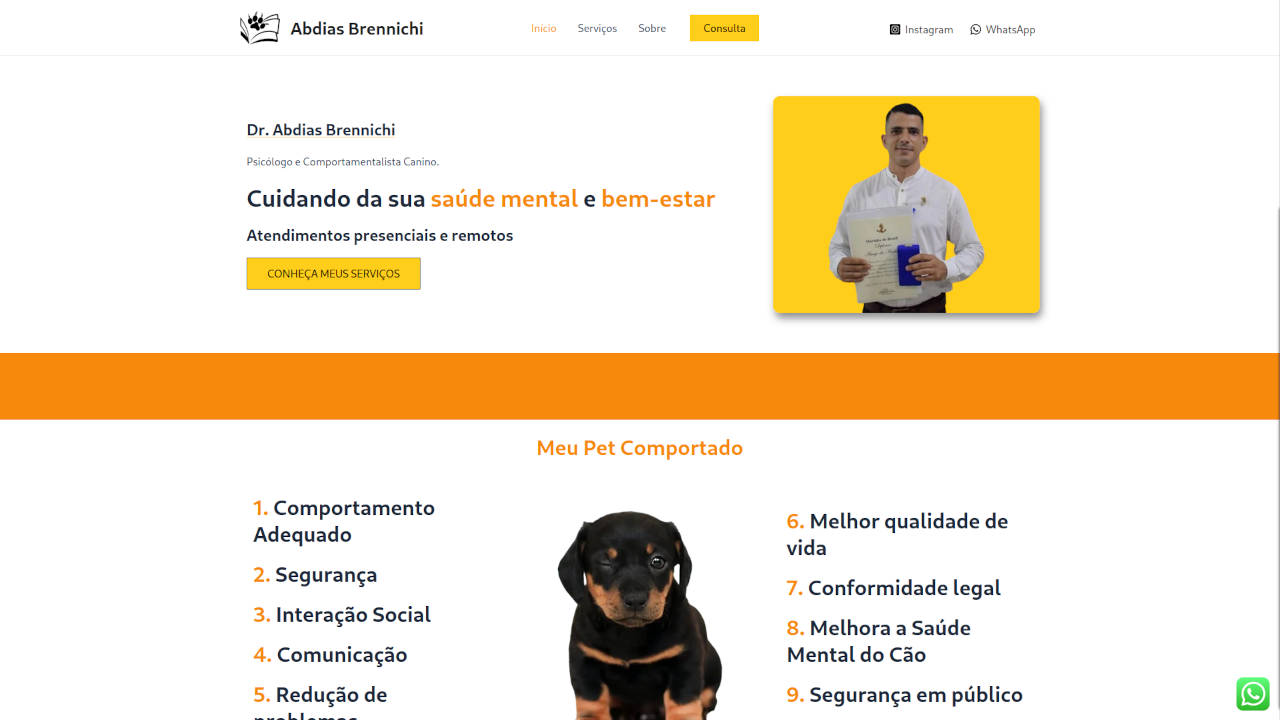 Abdias Brennichi
Início
Serviços
Sobre
Consulta
Instagram
WhatsApp
Dr. Abdias Brennichi
Psicólogo e Comportamentalista Canino.
Cuidando da sua saúde mental e bem-estar
Atendimentos presenciais e remotos
CONHEÇA MEUS SERVIÇOS
Meu Pet Comportado
1. Comportamento
Adequado
2. Segurança
3. Interação Social
4. Comunicação
5. Redução de
problemas
6. Melhor qualidade de
vida
7. Conformidade legal
8. Melhora a Saúde
Mental do Cão
9. Segurança em público